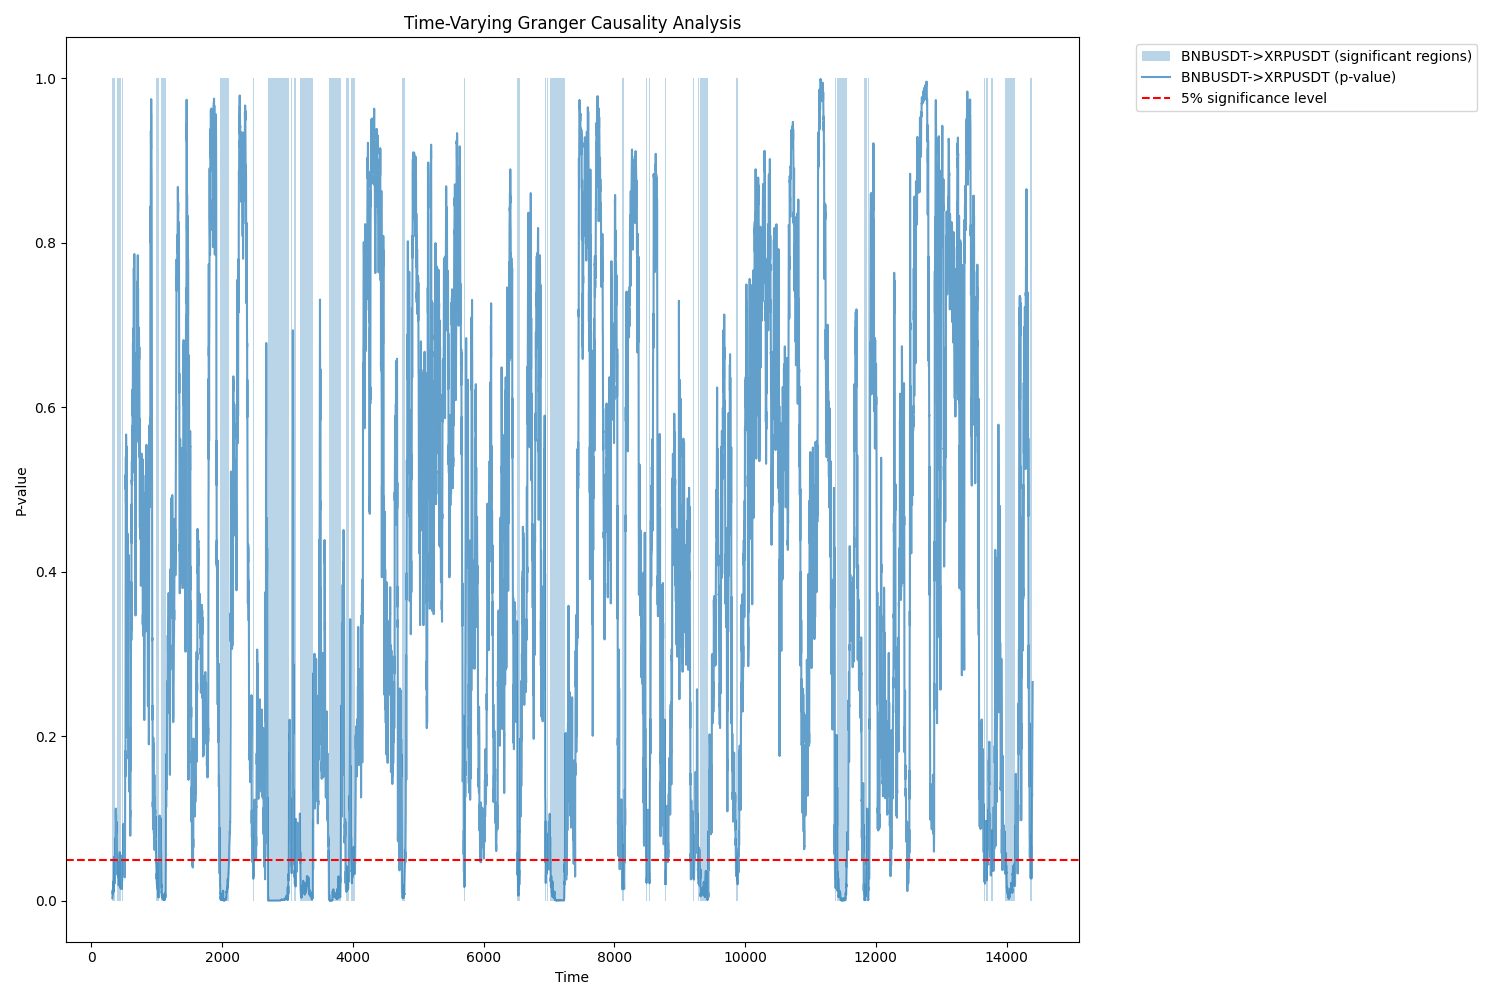 Time-Varying Granger Causality Analysis
BNBUSDT->XRPUSDT (significant regions)
BNBUSDT->XRPUSDT (p-value)
5% significance level
1.0
0.8
0.6
0.4
0.2
0.0
P-value
0 2000 4000 6000 8000 10000 12000 14000
Time